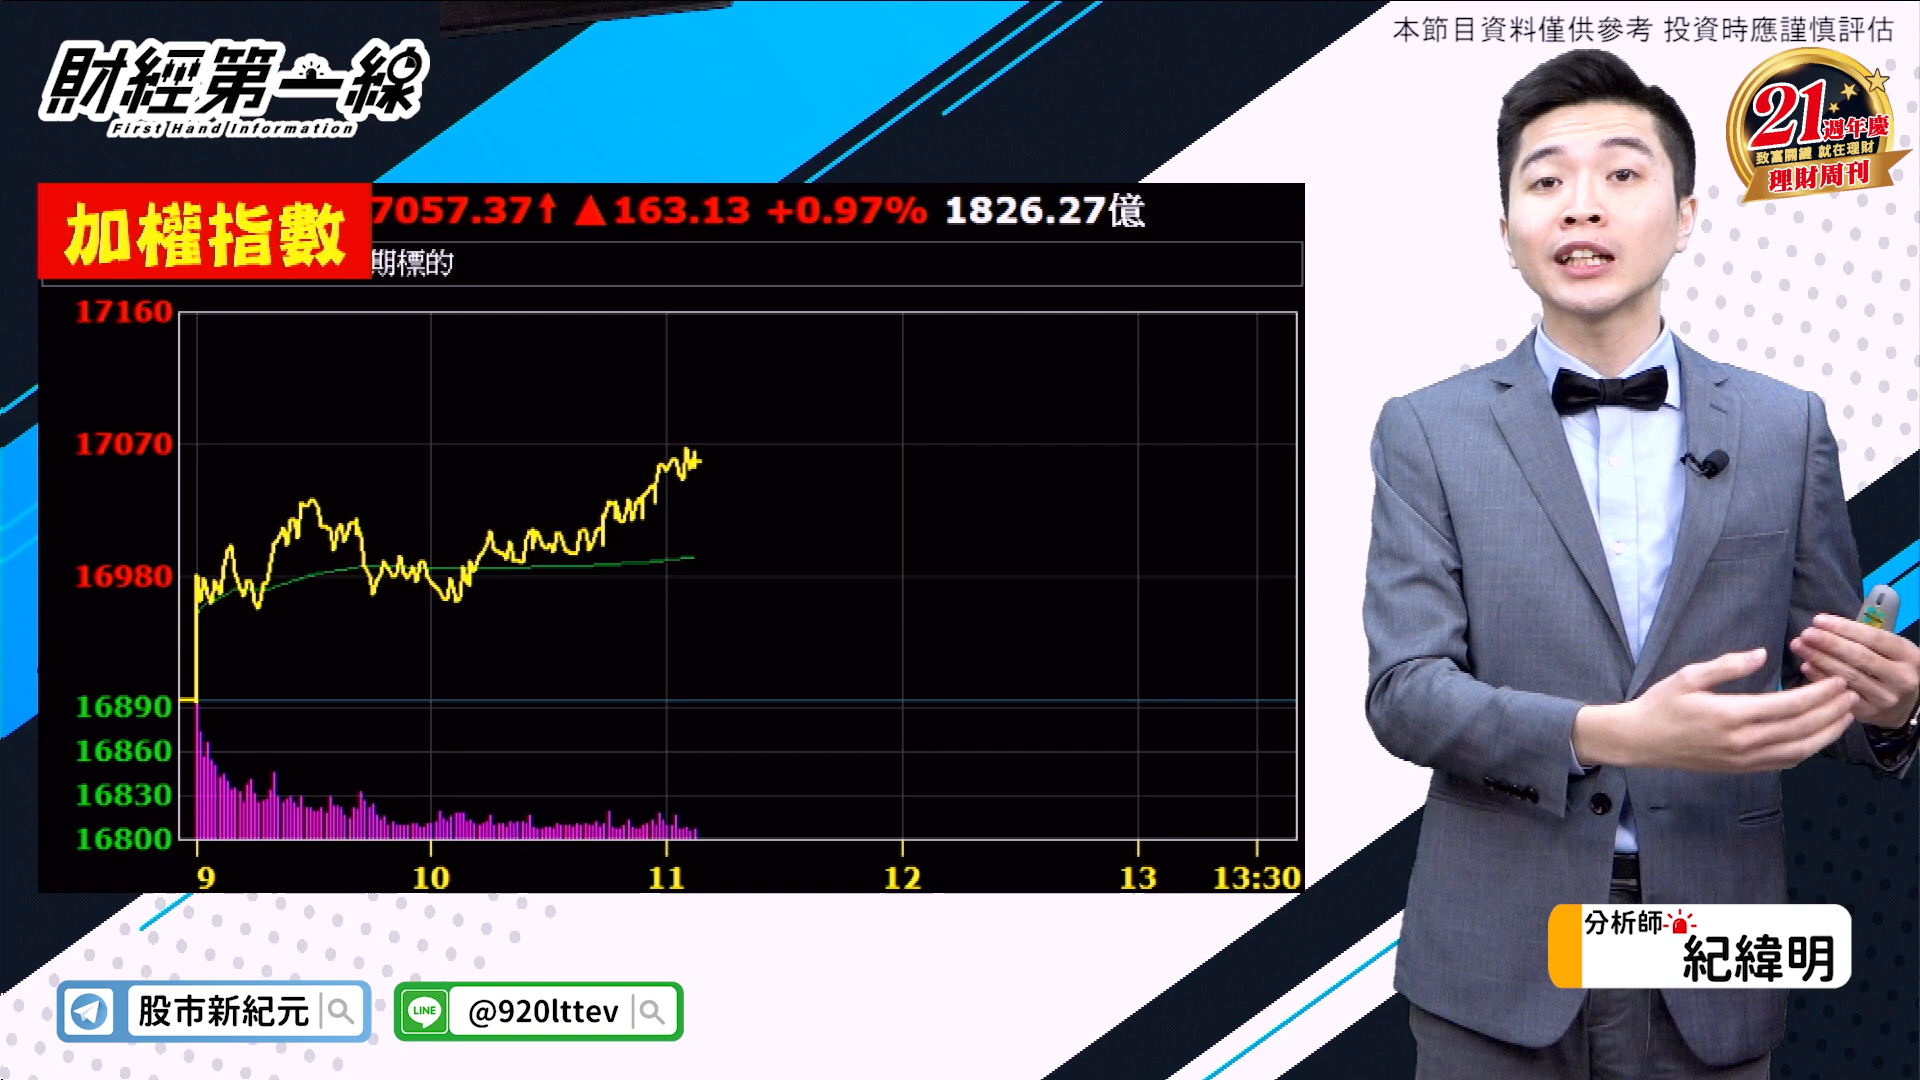 本節目資料僅供參考 投資時應謹慎評估
財經第一線
First Hand Information
21週年慶
致富關鍵 就在理財
理財周刊
加權指數
7057.37↑ ▲163.13 +0.97% 1826.27億
期標的
17160
17070
16980
16890
16860
16830
16800
9 10 11 12 13 13:30
分析師
紀緯明
股市新紀元
LINE
@920lttev